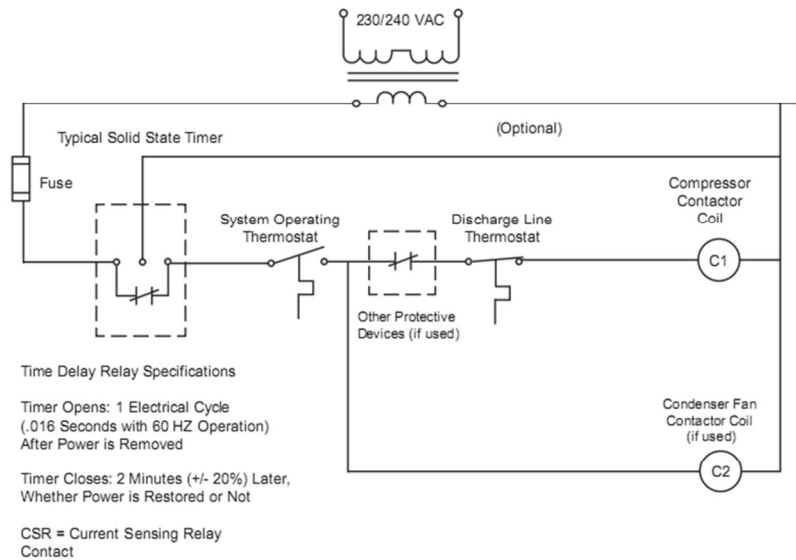 230/240 VAC
(Optional)
Typical Solid State Timer
Fuse
Compressor
Contactor
Coil
System Operating
Thermostat
Discharge Line
Thermostat
C1
Other Protective
Devices (if used)
Time Delay Relay Specifications
Timer Opens: 1 Electrical Cycle
(.016 Seconds with 60 HZ Operation)
After Power is Removed
Condenser Fan
Contactor Coil
(if used)
C2
Timer Closes: 2 Minutes (+/- 20%) Later,
Whether Power is Restored or Not
CSR = Current Sensing Relay
Contact